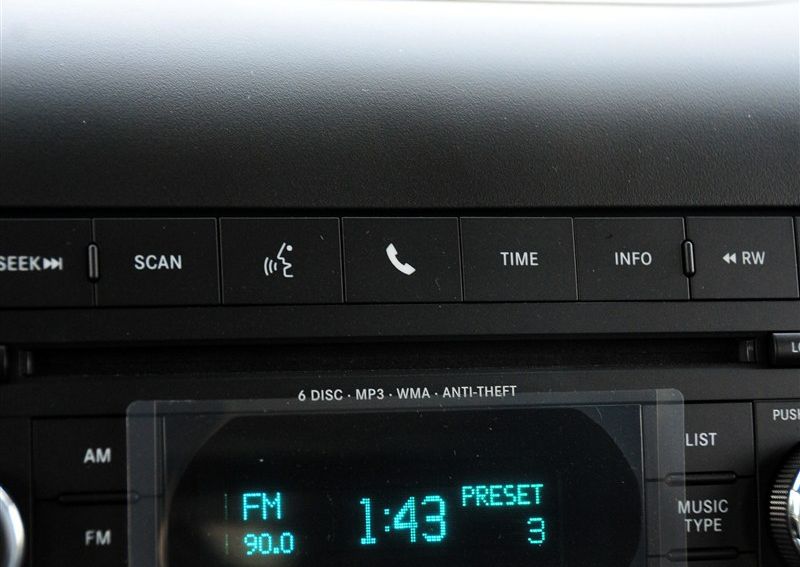 SEEK
SCAN
TIME
INFO
RW
6 DISC · MP3 · WMA · ANTI-THEFT
AM
LIST
PUSH
FM
1:43
PRESET
3
90.0
FM
MUSIC
TYPE